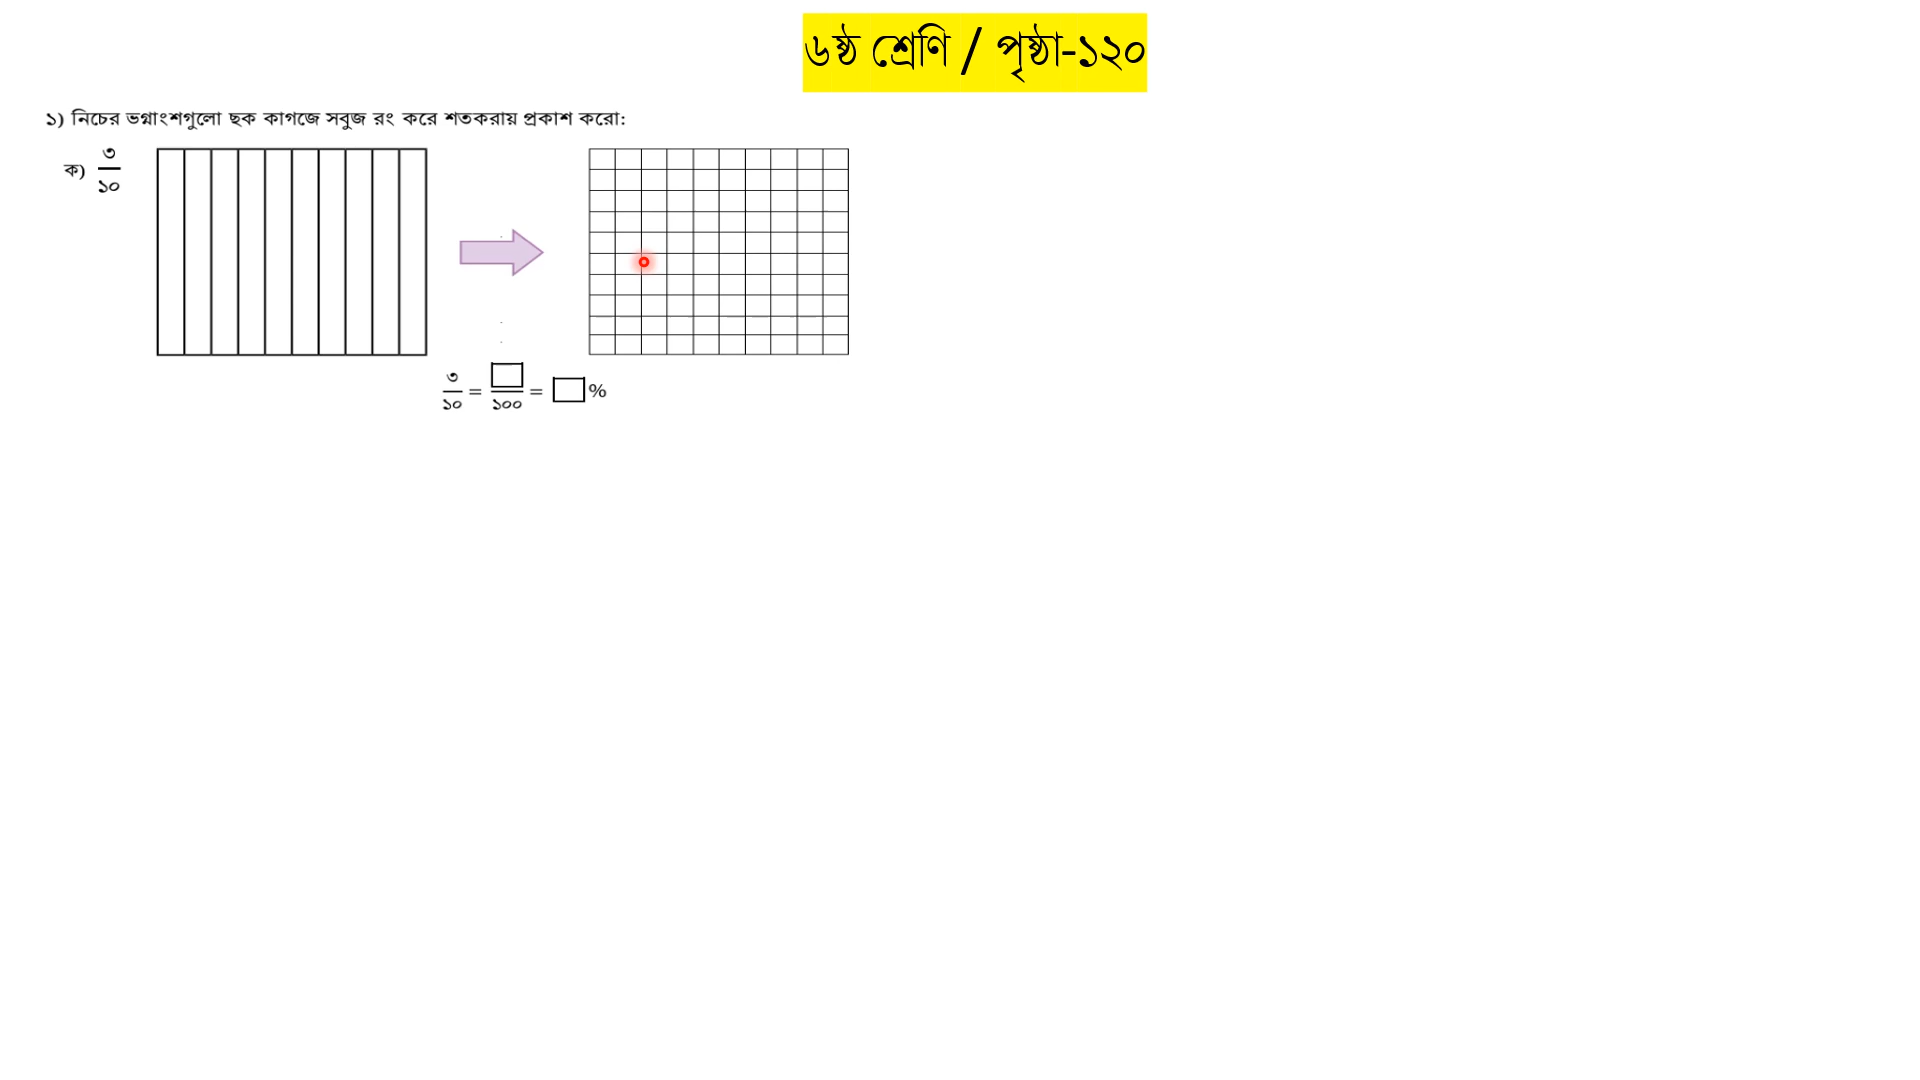 ৬ষ্ঠ শ্রেণি / পৃষ্ঠা-১২০
১) নিচের ভগ্নাংশগুলো ছক কাগজে সবুজ রং করে শতকরায় প্রকাশ করো:
ক) ৩/১০
৩/১০ = □/১০০ = □%